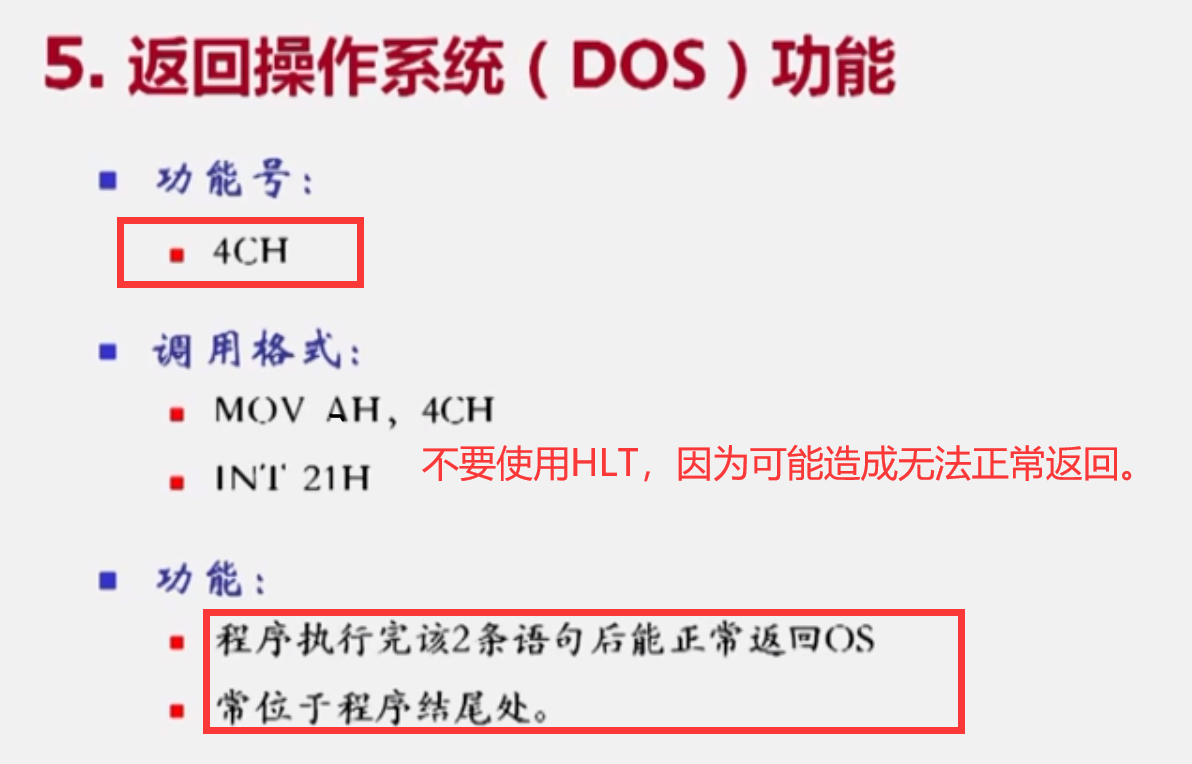 5. 返回操作系统（DOS）功能
功能号：
4CH
调用格式：
MOV AH，4CH
不要使用HLT，因为可能造成无法正常返回。
INT 21H
功能：
程序执行完该2条语句后能正常返回OS
常位于程序结尾处。